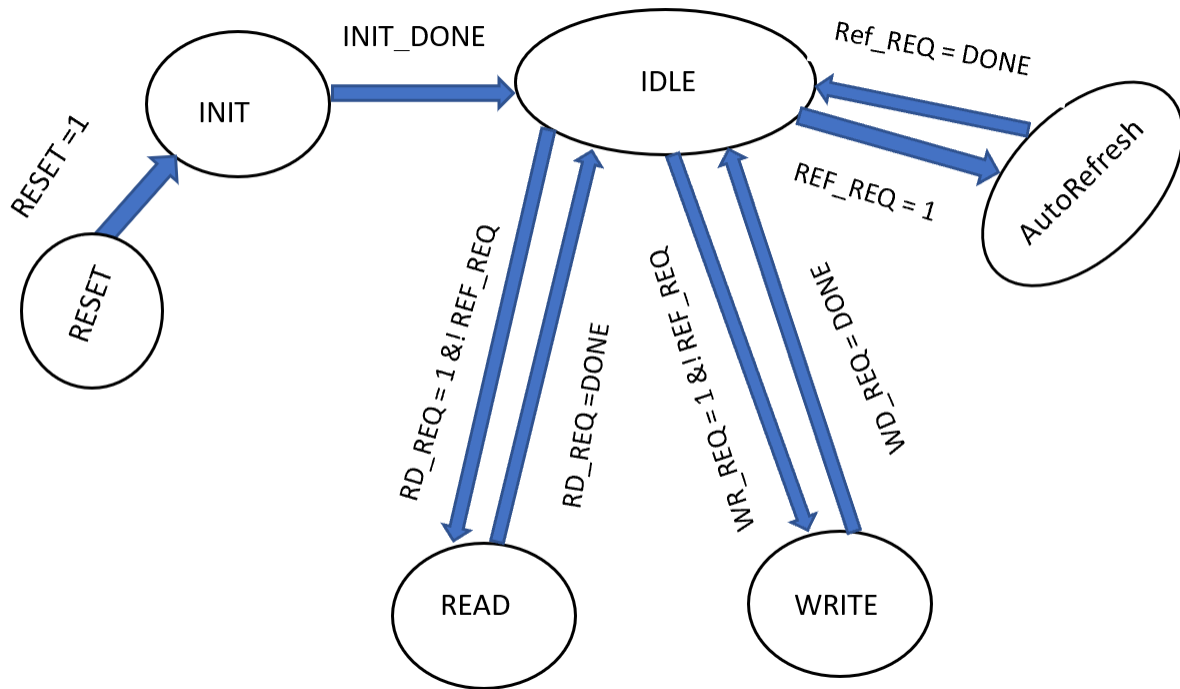 INIT_DONE
IDLE
Ref_REQ = DONE
INIT
RESET =1
REF_REQ = 1
AutoRefresh
RESET
RD_REQ = 1 &! REF_REQ
RD_REQ =DONE
WR_REQ = 1 &! REF_REQ
WD_REQ = DONE
READ
WRITE